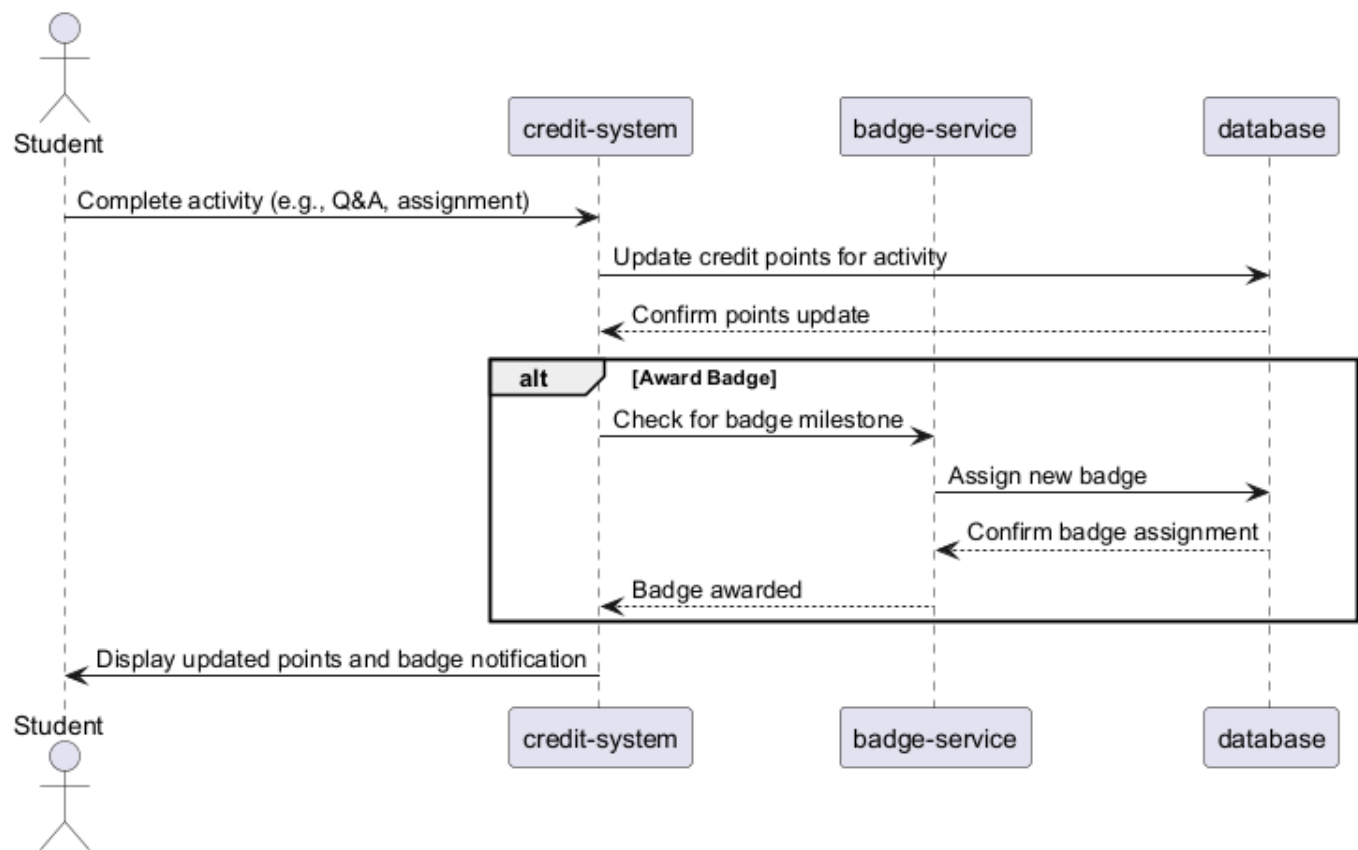 Student
credit-system
badge-service
database
Complete activity (e.g., Q&A, assignment)
Update credit points for activity
Confirm points update
alt
[Award Badge]
Check for badge milestone
Assign new badge
Confirm badge assignment
Badge awarded
Display updated points and badge notification
Student
credit-system
badge-service
database